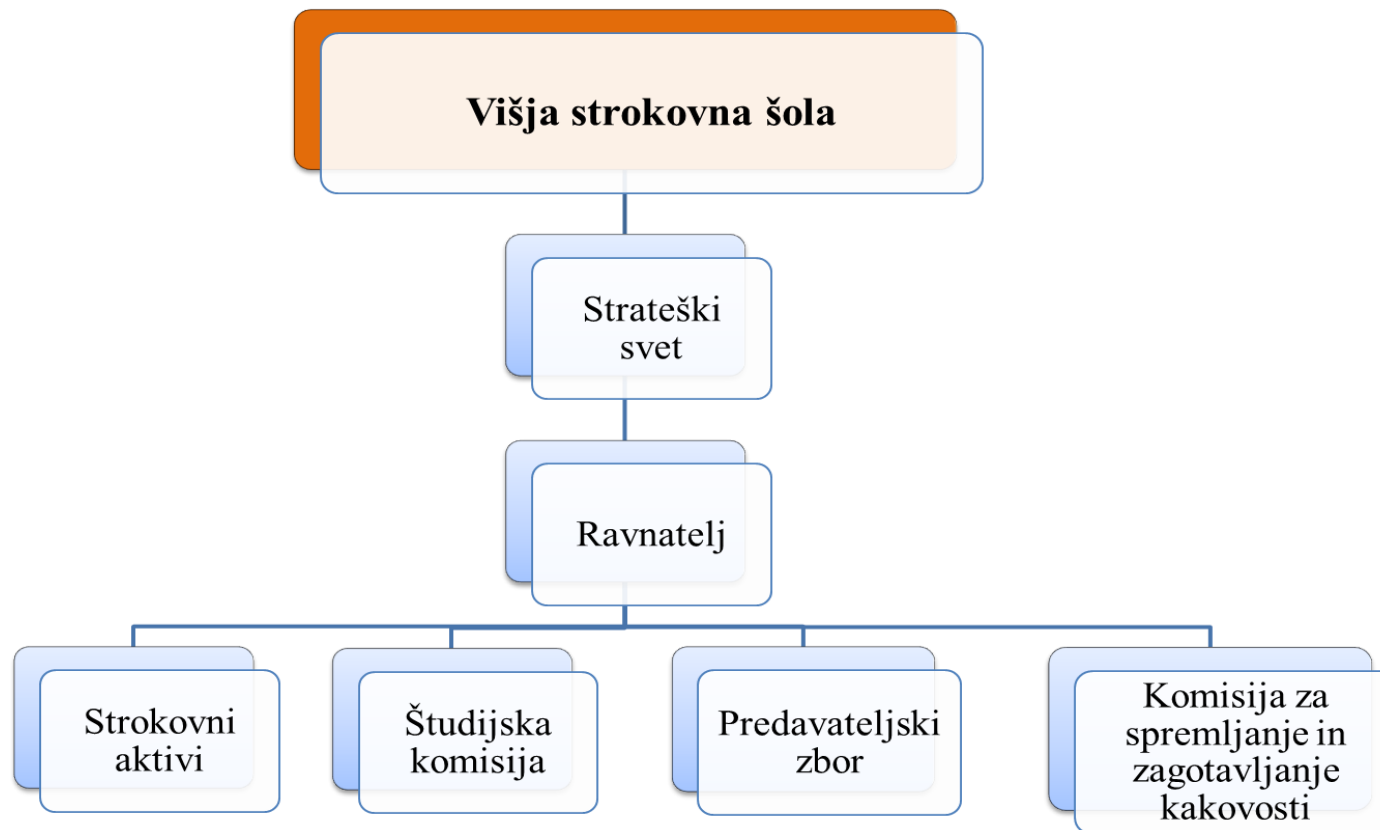 Višja strokovna šola
Strateški
svet
Ravnatelj
Strokovni
aktivi
Študijska
komisija
Predavateljski
zbor
Komisija za
spremljanje in
zagotavljanje
kakovosti